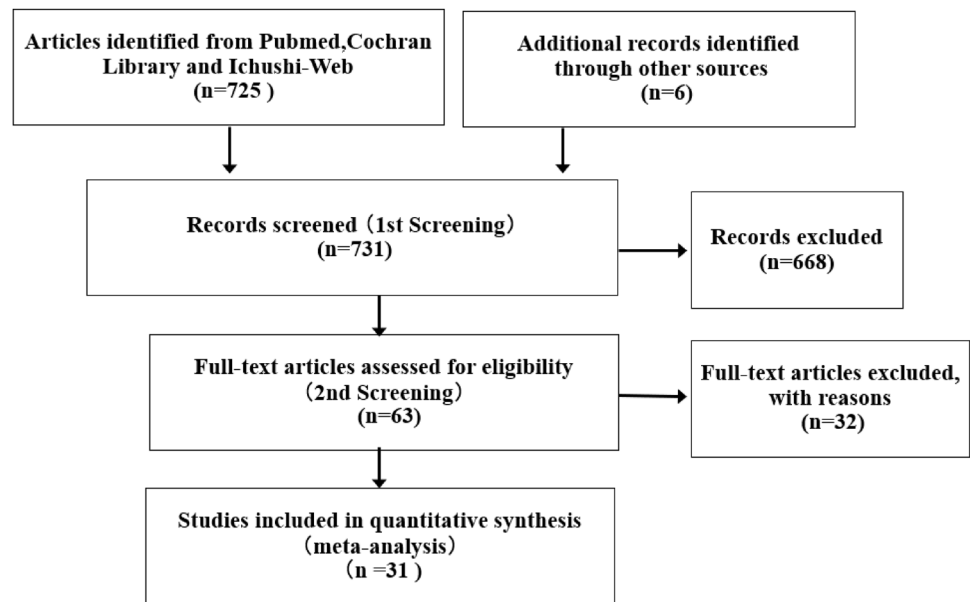 Articles identified from Pubmed,Cochran
Library and Ichushi-Web
(n=725 )
Additional records identified
through other sources
(n=6)
Records screened（1st Screening）
(n=731)
Records excluded
(n=668)
Full-text articles assessed for eligibility
（2nd Screening）
(n=63)
Full-text articles excluded,
with reasons
(n=32)
Studies included in quantitative synthesis
（meta-analysis）
（n =31 ）